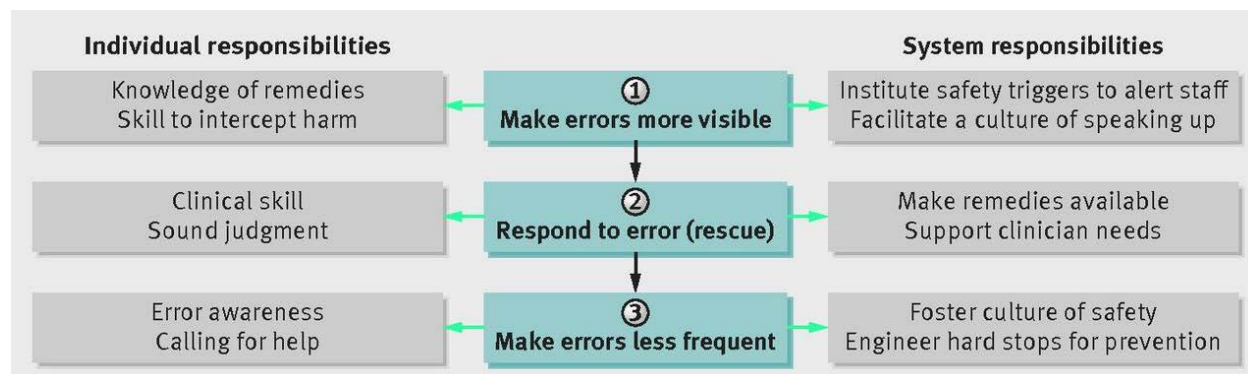 Individual responsibilities
System responsibilities
Knowledge of remedies
Skill to intercept harm
1
Make errors more visible
Institute safety triggers to alert staff
Facilitate a culture of speaking up
Clinical skill
Sound judgment
2
Respond to error (rescue)
Make remedies available
Support clinician needs
Error awareness
Calling for help
3
Make errors less frequent
Foster culture of safety
Engineer hard stops for prevention